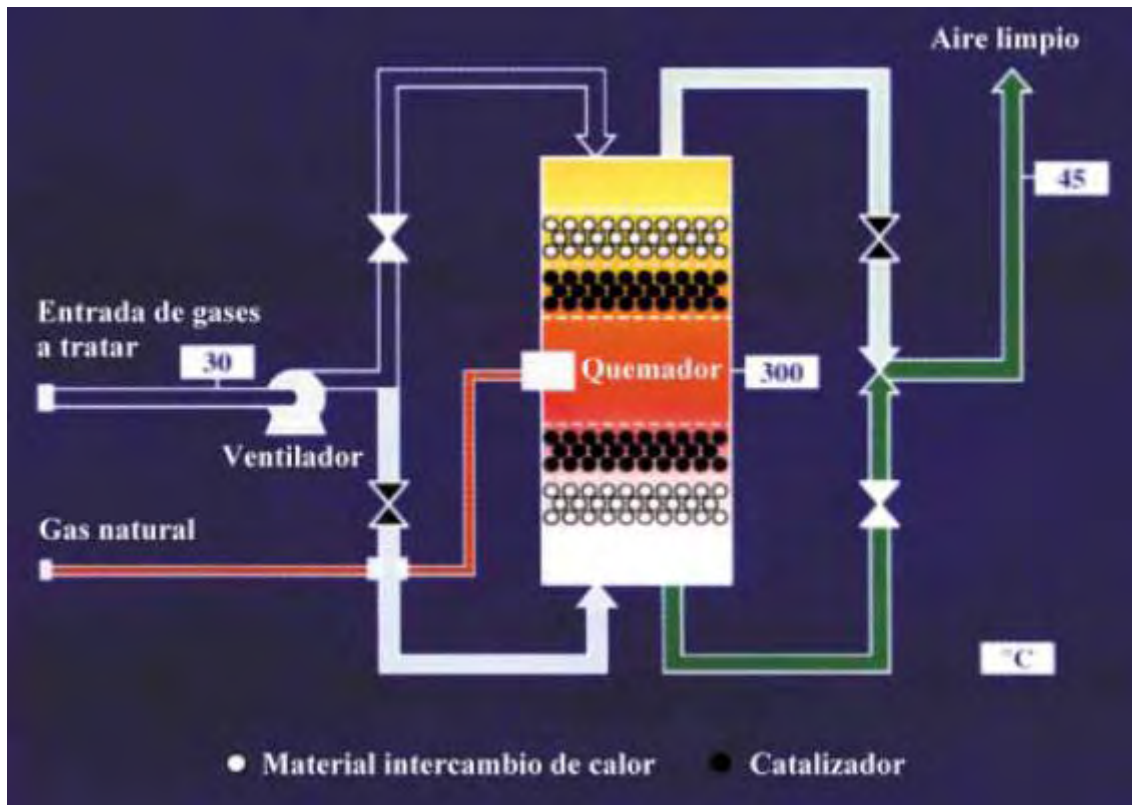 Aire limpio
45
Entrada de gases
a tratar
30
Quemador
300
Ventilador
Gas natural
°C
Material intercambio de calor
Catalizador